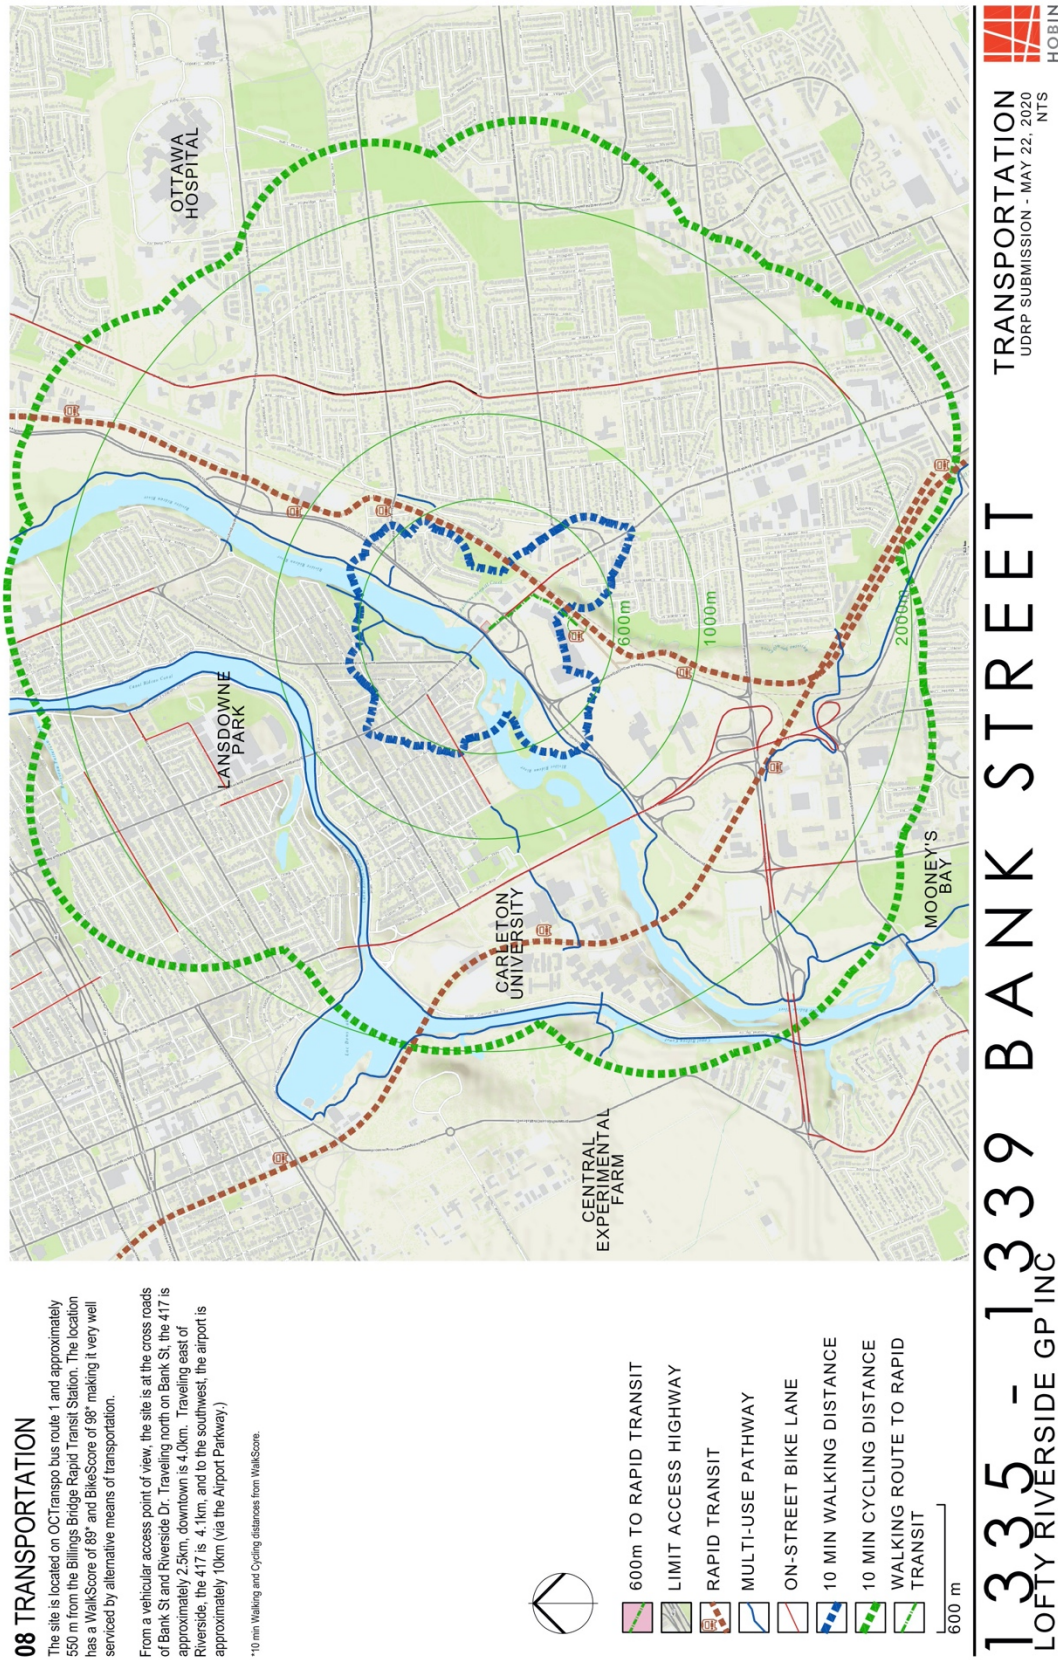 08 TRANSPORTATION
The site is located on OCTranspo bus route 1 and approximately
550 m from the Billings Bridge Rapid Transit Station. The location
has a WalkScore of 89* and BikeScore of 98* making it very well
serviced by alternative means of transportation.
From a vehicular access point of view, the site is at the cross roads
of Bank St and Riverside Dr. Traveling north on Bank St, the 417 is
approximately 2.5km, downtown is 4.0km. Traveling east of
Riverside, the 417 is 4.1km, and to the southwest, the airport is
approximately 10km (via the Airport Parkway.)
*10 min Walking and Cycling distances from WalkScore.
600m TO RAPID TRANSIT
LIMIT ACCESS HIGHWAY
RAPID TRANSIT
MULTI-USE PATHWAY
ON-STREET BIKE LANE
10 MIN WALKING DISTANCE
10 MIN CYCLING DISTANCE
WALKING ROUTE TO RAPID
TRANSIT
600 m
OTTAWA
HOSPITAL
LANSDOWNE
PARK
CARLETON
UNIVERSITY
CENTRAL
EXPERIMENTAL
FARM
MOONEY'S
BAY
600m
1000m
2000m
1335 - 1339 BANK STREET
LOFTY RIVERSIDE GP INC
TRANSPORTATION
UDRP SUBMISSION - MAY 22, 2020
NTS
HOBIN